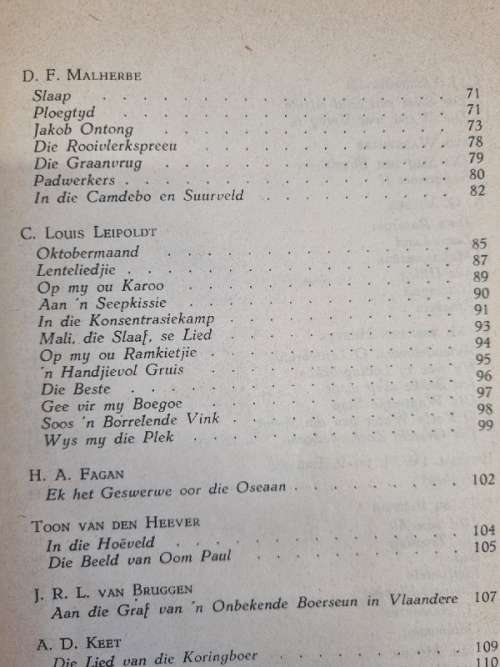 D. F. MALHERBE
Slaap . . . . . . . . . . 71
Ploegtyd . . . . . . . . . . 71
Jakob Ontong . . . . . . . . . . 73
Die Rooivlerkspreeu . . . . . . . . . . 78
Die Graanvrug . . . . . . . . . . 79
Padwerkers . . . . . . . . . . 80
In die Camdebo en Suurveld . . . . . . . . . . 82
C. LOUIS LEIPOLDT
Oktobermaand . . . . . . . . . . 85
Lenteliedjie . . . . . . . . . . 87
Op my ou Karoo . . . . . . . . . . 89
Aan 'n Seepkissie . . . . . . . . . . 90
In die Konsentrasiekamp . . . . . . . . . . 91
Mali, die Slaaf, se Lied . . . . . . . . . . 93
Op my ou Ramkietjie . . . . . . . . . . 94
'n Handjievol Gruis . . . . . . . . . . 95
Die Beste . . . . . . . . . . 96
Gee vir my Boegoe . . . . . . . . . . 97
Soos 'n Borrelende Vink . . . . . . . . . . 98
Wys my die Plek . . . . . . . . . . 99
H. A. FAGAN
Ek het Geswerwe oor die Oseaan . . . . . . . . . . 102
TOON VAN DEN HEEVER
In die Hoëveld . . . . . . . . . . 104
Die Beeld van Oom Paul . . . . . . . . . . 105
J. R. L. VAN BRUGGEN
Aan die Graf van 'n Onbekende Boerseun in Vlaandere 107
A. D. KEET
Die Lied van die Koringboer . . . . . . . . . . 109
110